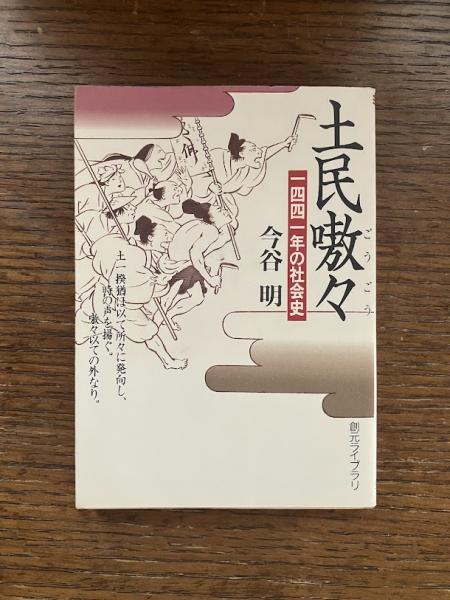 土民嗷々
ごうごう
一四四一年の社会史
今谷 明
土一揆猶ほ以て所々に発向し、
時の声を揚ぐ。
嗷々以ての外なり。
創元ライブラリ